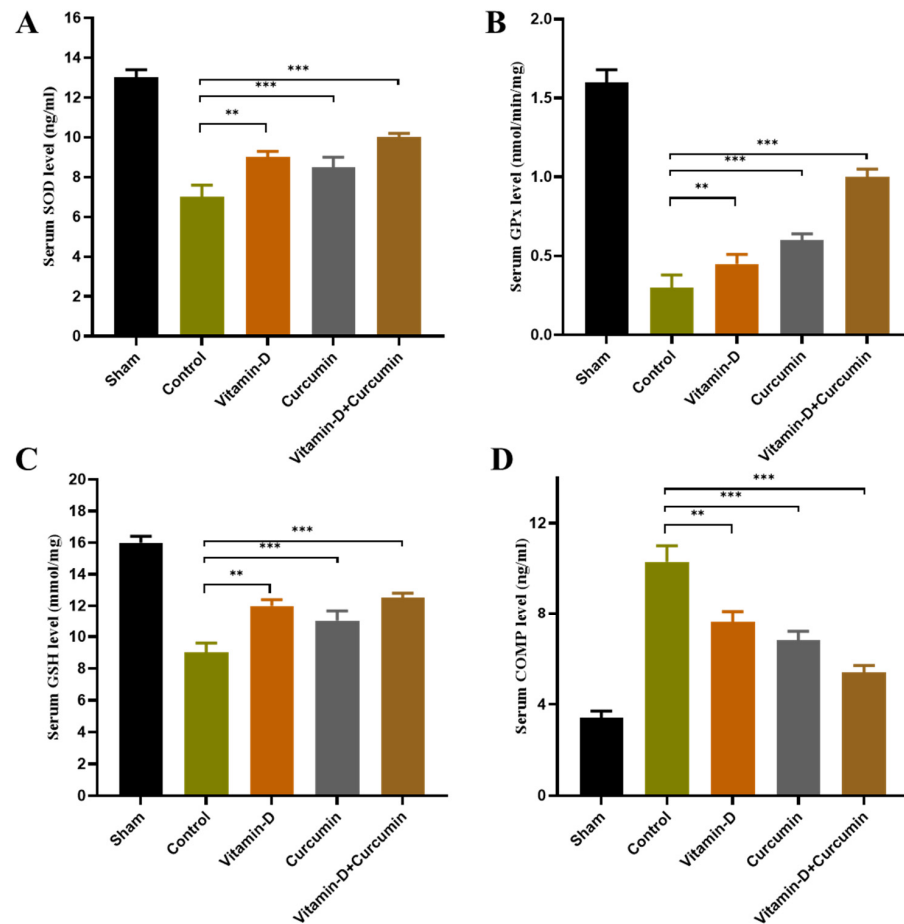 A
Serum SOD level (ng/ml)
16
14
12
10
8
6
4
2
0
***
***
**
Sham
Control
Vitamin-D
Curcumin
Vitamin-D+Curcumin
B
Serum GPx level (nmol/min/mg)
2.0
1.5
1.0
0.5
0.0
***
***
**
Sham
Control
Vitamin-D
Curcumin
Vitamin-D+Curcumin
C
Serum GSH level (mmol/mg)
20
18
16
14
12
10
8
6
4
2
0
***
***
**
Sham
Control
Vitamin-D
Curcumin
Vitamin-D+Curcumin
D
Serum COMP level (ng/ml)
12
8
4
0
***
***
**
Sham
Control
Vitamin-D
Curcumin
Vitamin-D+Curcumin